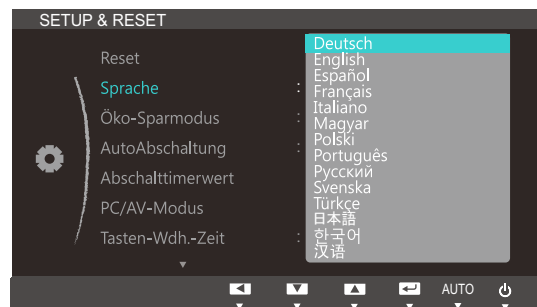 SETUP & RESET
Reset
Sprache :
Öko-Sparmodus :
AutoAbschaltung :
Abschalttimerwert
PC/AV-Modus
Tasten-Wdh.-Zeit :
Deutsch
English
Español
Français
Italiano
Magyar
Polski
Português
Русский
Svenska
Türkçe
日本語
한국어
汉语
AUTO